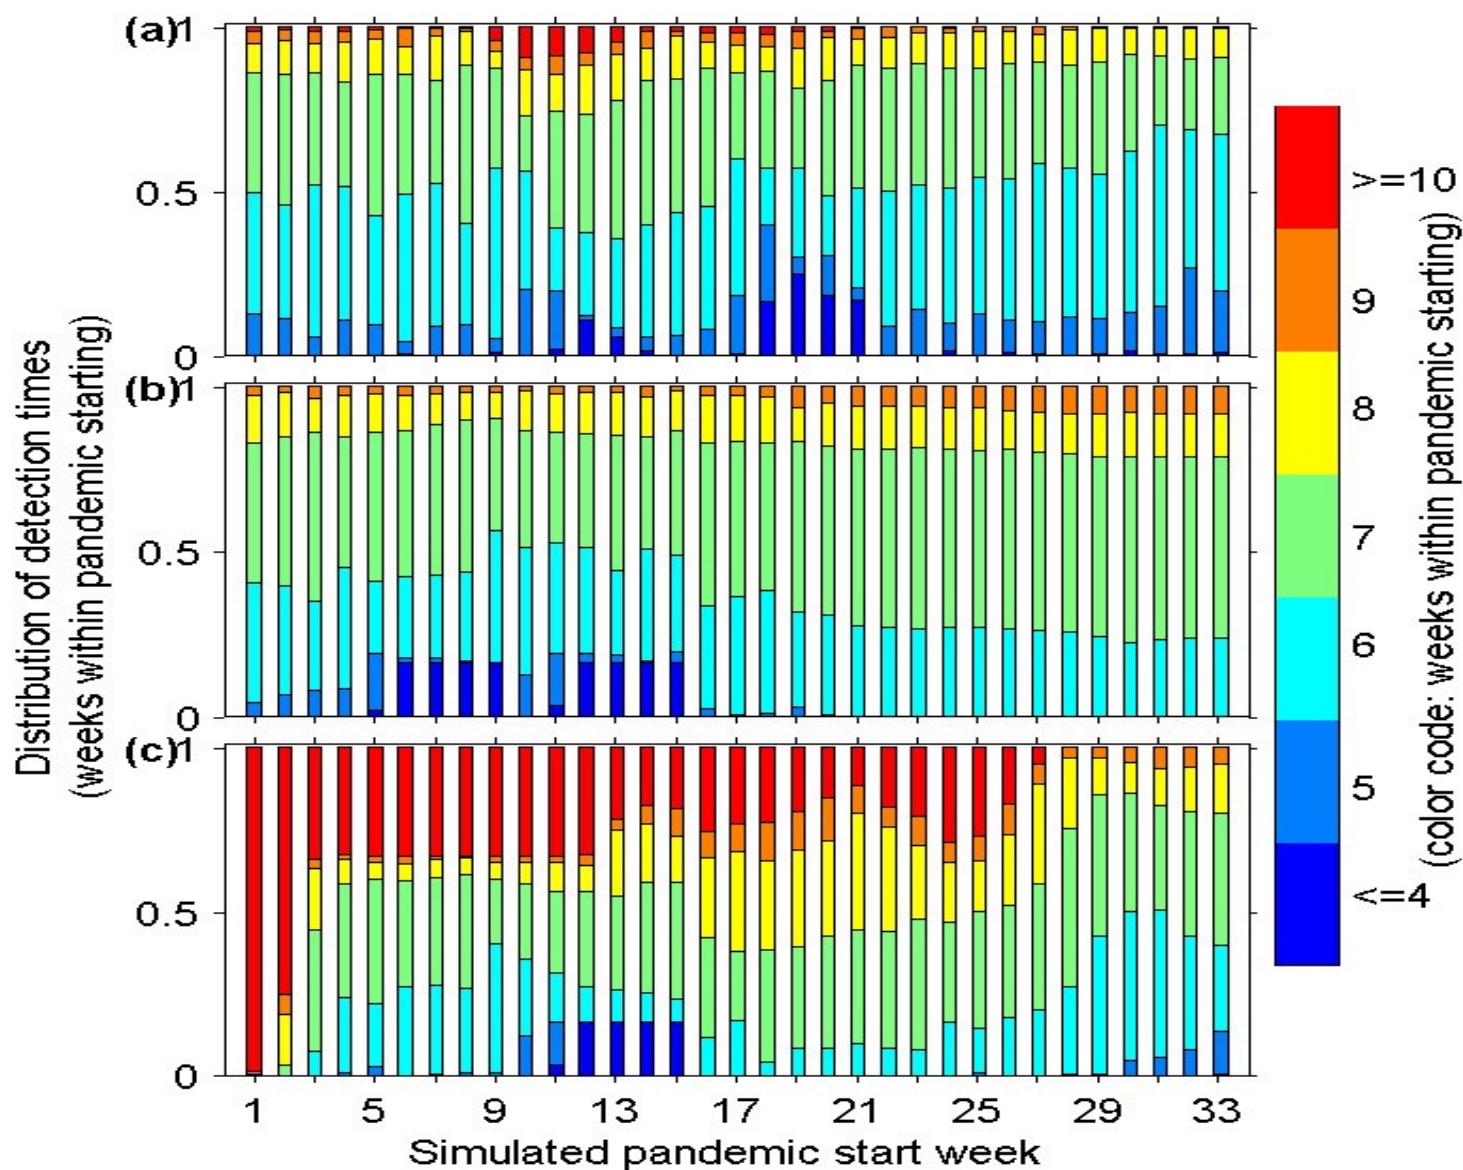 (a)1
0.5
0
(b)1
0.5
0
(c)1
0.5
0
1 5 9 13 17 21 25 29 33
Simulated pandemic start week
Distribution of detection times
(weeks within pandemic starting)
>=10
9
8
7
6
5
<=4
(color code: weeks within pandemic starting)